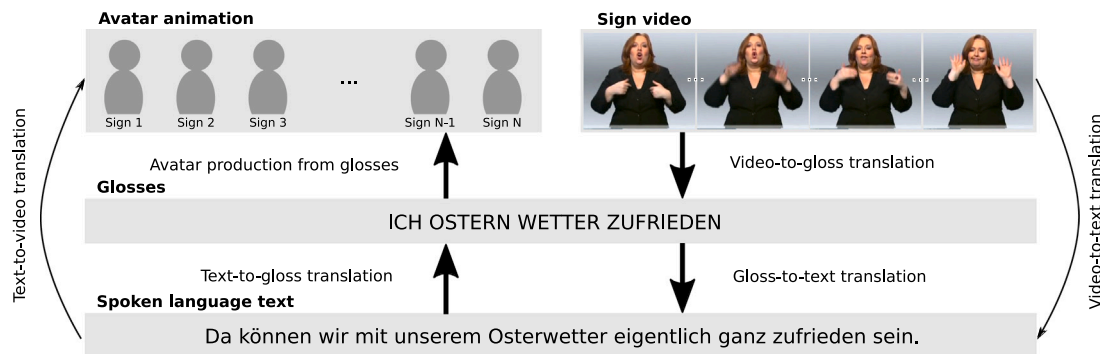 Avatar animation
Sign video
...
Sign 1 Sign 2 Sign 3 Sign N-1 Sign N
Text-to-video translation
Avatar production from glosses
Video-to-gloss translation
Video-to-text translation
Glosses
ICH OSTERN WETTER ZUFRIEDEN
Text-to-gloss translation
Gloss-to-text translation
Spoken language text
Da können wir mit unserem Osterwetter eigentlich ganz zufrieden sein.